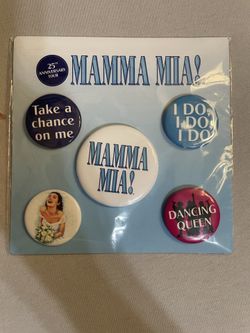 25TH
ANNIVERSARY
TOUR
MAMMA MIA!
Take a
chance
on me
I DO,
I DO,
I DO
MAMMA
MIA!
DANCING
QUEEN